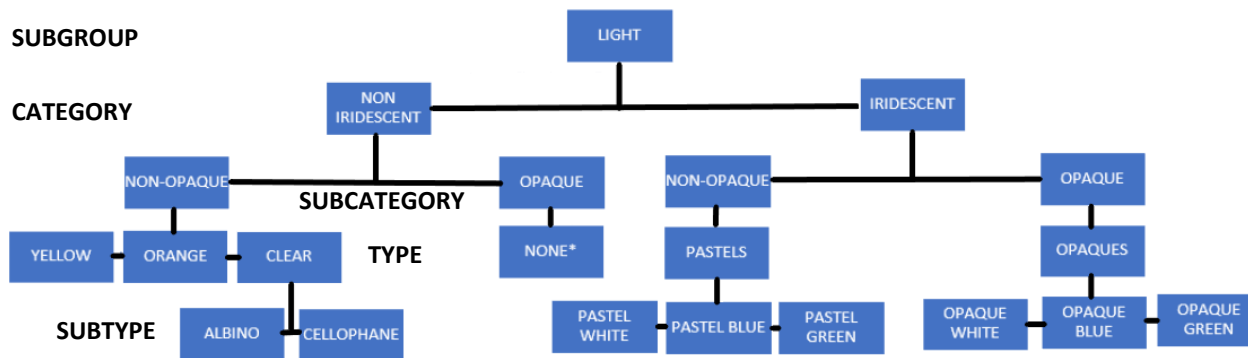 SUBGROUP
LIGHT
CATEGORY
NON
IRIDESCENT
IRIDESCENT
NON-OPAQUE
SUBCATEGORY
OPAQUE
NON-OPAQUE
OPAQUE
YELLOW
ORANGE
CLEAR
TYPE
NONE*
PASTELS
OPAQUES
SUBTYPE
ALBINO
CELLOPHANE
PASTEL
WHITE
PASTEL BLUE
PASTEL
GREEN
OPAQUE
WHITE
OPAQUE
BLUE
OPAQUE
GREEN